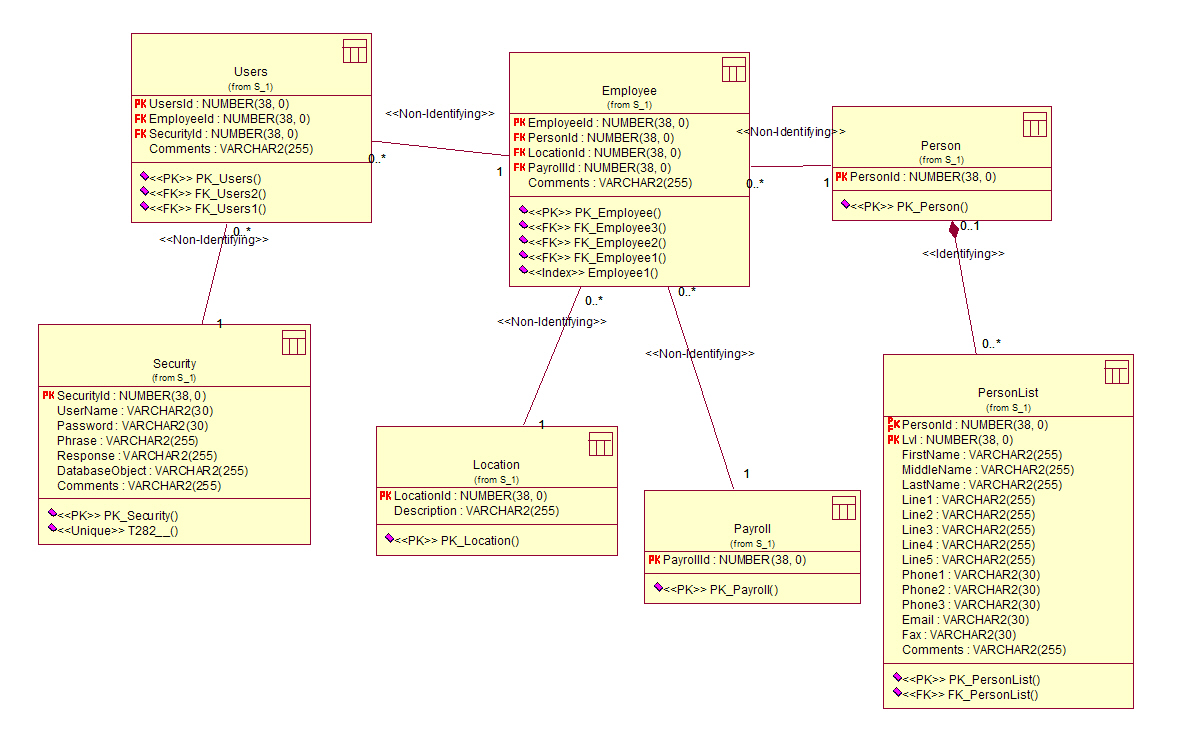 Users
(from S_1)
PK UsersId : NUMBER(38, 0)
FK EmployeeId : NUMBER(38, 0)
FK SecurityId : NUMBER(38, 0)
Comments : VARCHAR2(255)
<<PK>> PK_Users()
<<FK>> FK_Users2()
<<FK>> FK_Users1()
<<Non-Identifying>>
0..*
1
Employee
(from S_1)
PK EmployeeId : NUMBER(38, 0)
FK PersonId : NUMBER(38, 0)
FK LocationId : NUMBER(38, 0)
FK PayrollId : NUMBER(38, 0)
Comments : VARCHAR2(255)
<<PK>> PK_Employee()
<<FK>> FK_Employee3()
<<FK>> FK_Employee2()
<<FK>> FK_Employee1()
<<Index>> Employee1()
<<Non-Identifying>>
0..*
1
Person
(from S_1)
PK PersonId : NUMBER(38, 0)
<<PK>> PK_Person()
0..*
<<Non-Identifying>>
1
0..*
<<Non-Identifying>>
1
0..*
<<Non-Identifying>>
1
0..1
<<Identifying>>
0..*
Security
(from S_1)
PK SecurityId : NUMBER(38, 0)
UserName : VARCHAR2(30)
Password : VARCHAR2(30)
Phrase : VARCHAR2(255)
Response : VARCHAR2(255)
DatabaseObject : VARCHAR2(255)
Comments : VARCHAR2(255)
<<PK>> PK_Security()
<<Unique>> T282__()
Location
(from S_1)
PK LocationId : NUMBER(38, 0)
Description : VARCHAR2(255)
<<PK>> PK_Location()
Payroll
(from S_1)
PK PayrollId : NUMBER(38, 0)
<<PK>> PK_Payroll()
PersonList
(from S_1)
PersonId : NUMBER(38, 0)
PK Lvl : NUMBER(38, 0)
FirstName : VARCHAR2(255)
MiddleName : VARCHAR2(255)
LastName : VARCHAR2(255)
Line1 : VARCHAR2(255)
Line2 : VARCHAR2(255)
Line3 : VARCHAR2(255)
Line4 : VARCHAR2(255)
Line5 : VARCHAR2(255)
Phone1 : VARCHAR2(30)
Phone2 : VARCHAR2(30)
Phone3 : VARCHAR2(30)
Email : VARCHAR2(30)
Fax : VARCHAR2(30)
Comments : VARCHAR2(255)
<<PK>> PK_PersonList()
<<FK>> FK_PersonList()